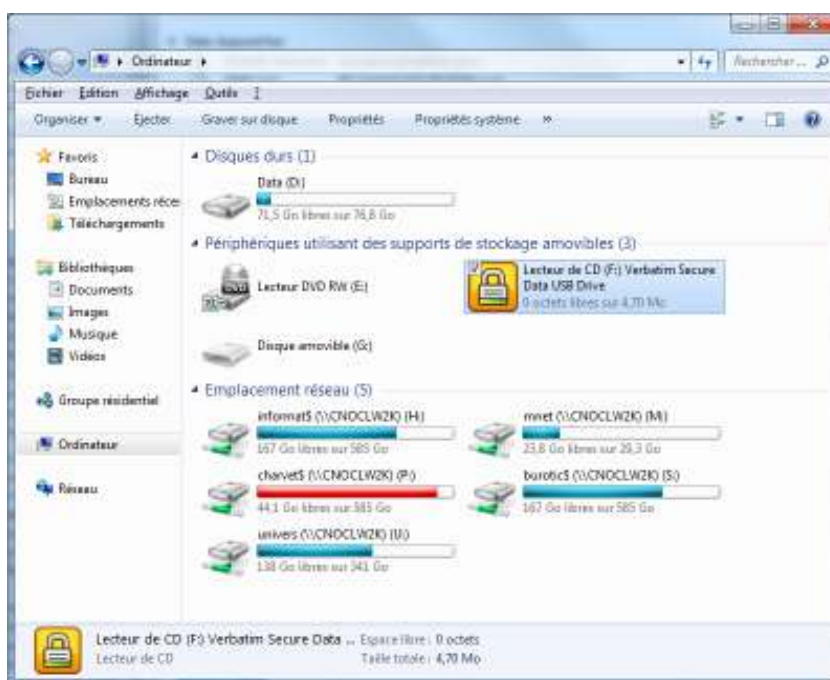 Ordinateur
Rechercher ...
Fichier Edition Affichage Outils ?
Organiser Ejecter Graver sur disque Propriétés Propriétés système »
Favoris
Bureau
Emplacements réce
Téléchargements
Bibliothèques
Documents
Images
Musique
Vidéos
Groupe résidentiel
Ordinateur
Réseau
Disques durs (1)
Data (D:)
71,5 Go libres sur 76,8 Go
Périphériques utilisant des supports de stockage amovibles (3)
Lecteur DVD RW (E:)
Lecteur de CD (F:) Verbatim Secure
Data USB Drive
0 octets libres sur 4,70 Mo
Disque amovible (G:)
Emplacement réseau (5)
informat$ (\\CNOCLW2K) (H:)
167 Go libres sur 585 Go
mnet (\\CNOCLW2K) (M:)
23,8 Go libres sur 29,3 Go
charvet$ (\\CNOCLW2K) (P:)
44,1 Go libres sur 585 Go
burotic$ (\\CNOCLW2K) (S:)
167 Go libres sur 585 Go
univers (\\CNOCLW2K) (U:)
138 Go libres sur 341 Go
Lecteur de CD (F:) Verbatim Secure Data ... Espace libre : 0 octets
Lecteur de CD Taille totale : 4,70 Mo